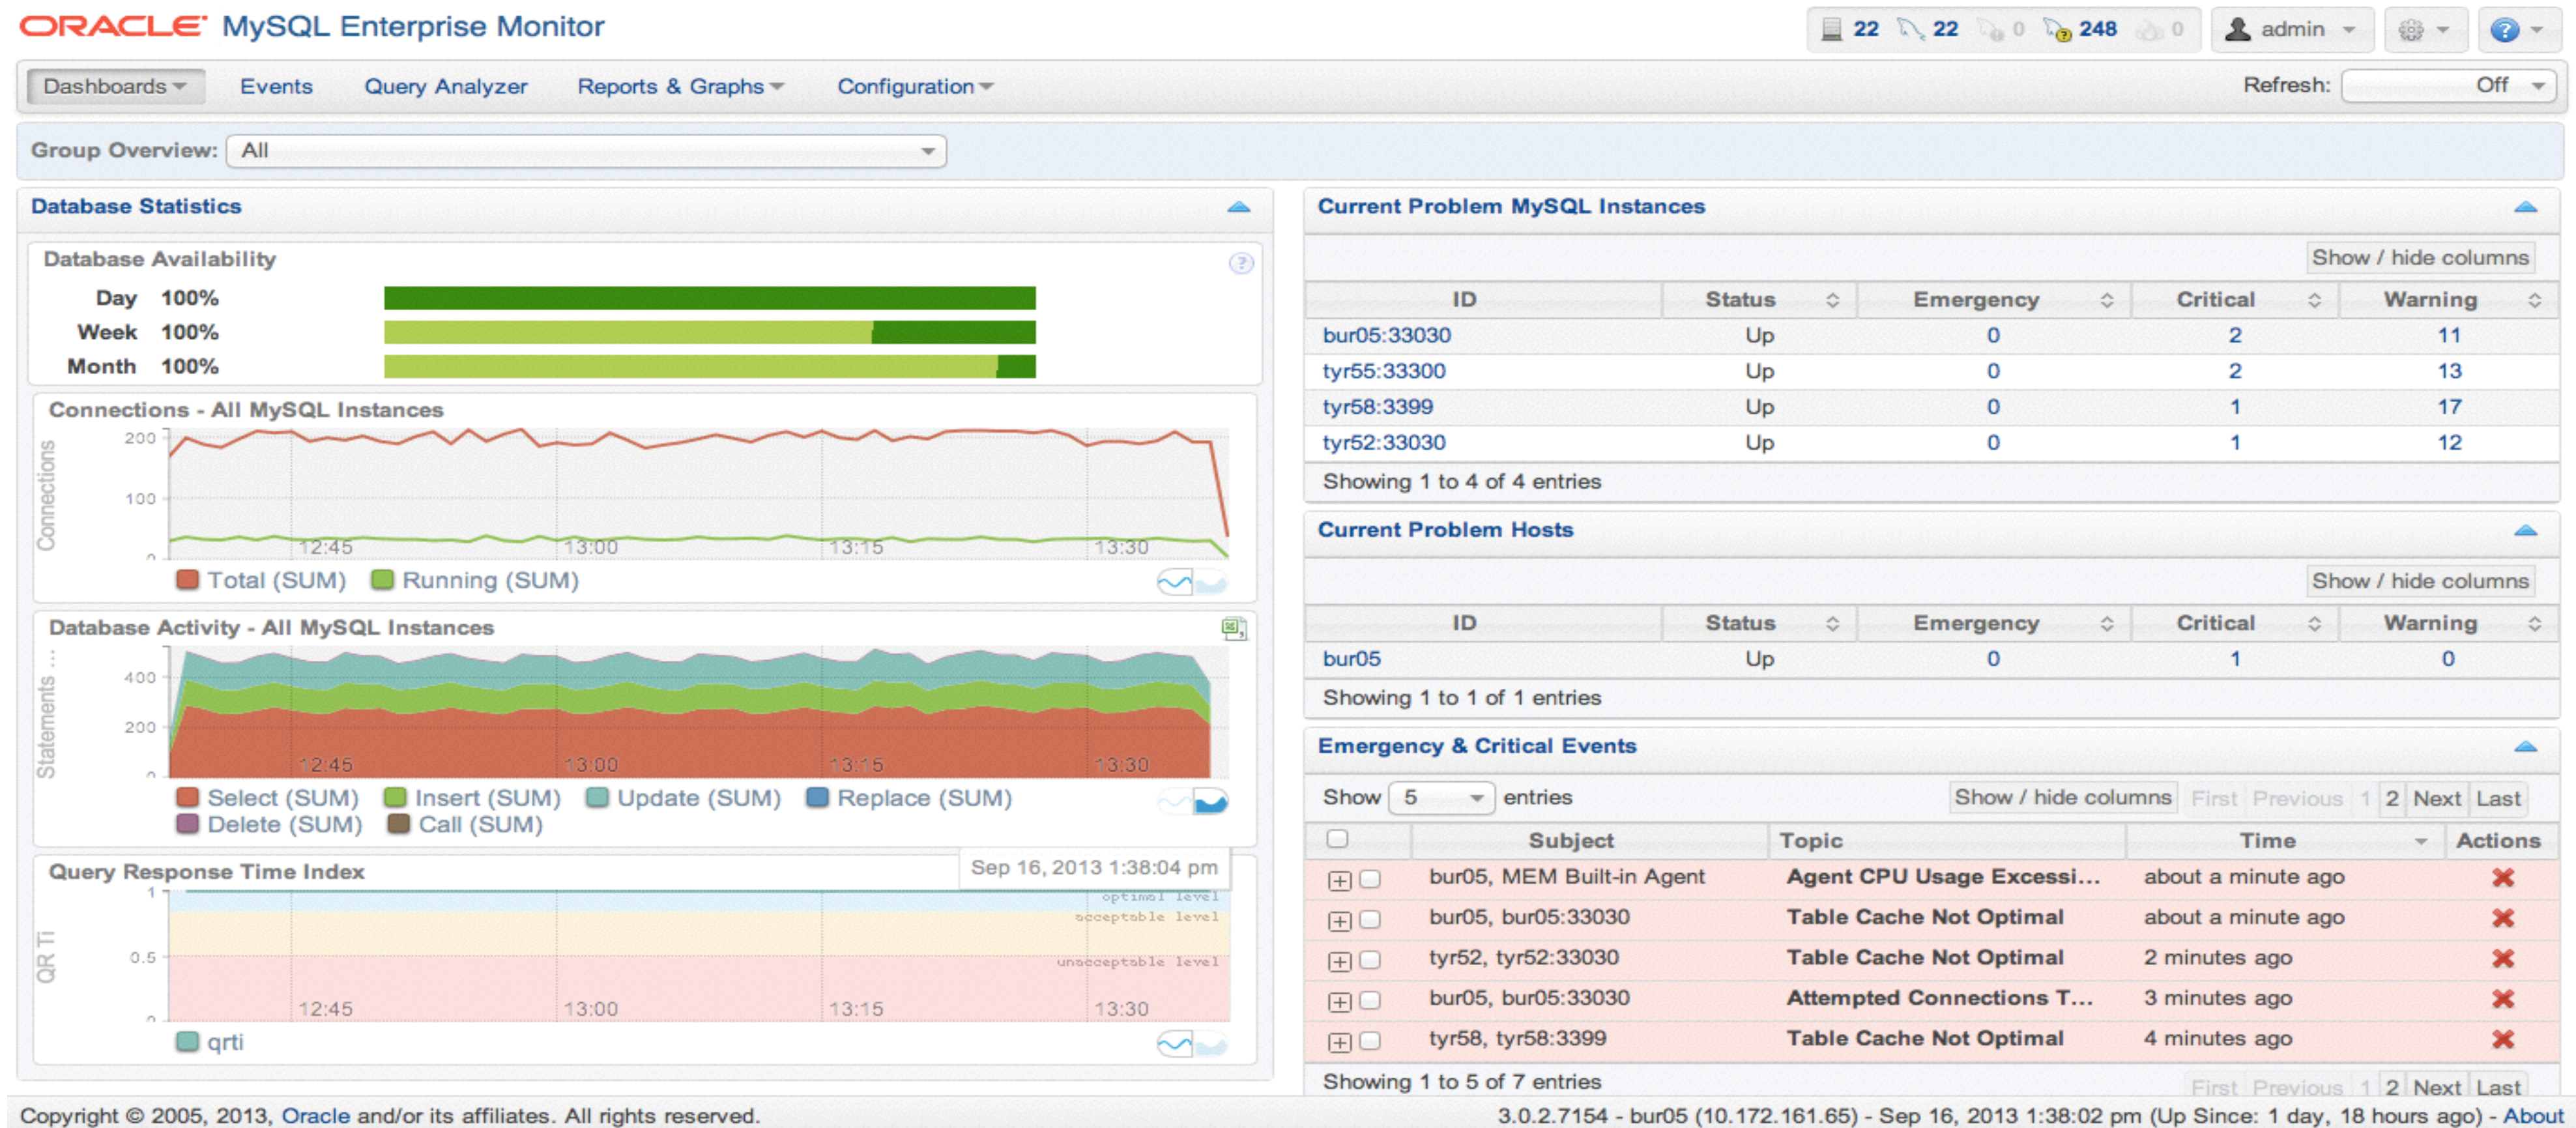 ORACLE MySQL Enterprise Monitor
22 22 0 248 0 admin
Dashboards Events Query Analyzer Reports & Graphs Configuration Refresh: Off
Group Overview: All
Database Statistics
Database Availability
Day 100%
Week 100%
Month 100%
Connections - All MySQL Instances
Connections
200
100
0
12:45 13:00 13:15 13:30
Total (SUM) Running (SUM)
Database Activity - All MySQL Instances
Statements ...
400
200
0
12:45 13:00 13:15 13:30
Select (SUM) Insert (SUM) Update (SUM) Replace (SUM)
Delete (SUM) Call (SUM)
Query Response Time Index
Sep 16, 2013 1:38:04 pm
QR Ti
1
optimal level
acceptable level
0.5
unacceptable level
0
12:45 13:00 13:15 13:30
qrti
Current Problem MySQL Instances
Show / hide columns
ID Status Emergency Critical Warning
bur05:33030 Up 0 2 11
tyr55:33300 Up 0 2 13
tyr58:3399 Up 0 1 17
tyr52:33030 Up 0 1 12
Showing 1 to 4 of 4 entries
Current Problem Hosts
Show / hide columns
ID Status Emergency Critical Warning
bur05 Up 0 1 0
Showing 1 to 1 of 1 entries
Emergency & Critical Events
Show 5 entries Show / hide columns First Previous 1 2 Next Last
Subject Topic Time Actions
bur05, MEM Built-in Agent Agent CPU Usage Excessi... about a minute ago
bur05, bur05:33030 Table Cache Not Optimal about a minute ago
tyr52, tyr52:33030 Table Cache Not Optimal 2 minutes ago
bur05, bur05:33030 Attempted Connections T... 3 minutes ago
tyr58, tyr58:3399 Table Cache Not Optimal 4 minutes ago
Showing 1 to 5 of 7 entries First Previous 1 2 Next Last
Copyright © 2005, 2013, Oracle and/or its affiliates. All rights reserved. 3.0.2.7154 - bur05 (10.172.161.65) - Sep 16, 2013 1:38:02 pm (Up Since: 1 day, 18 hours ago) - About